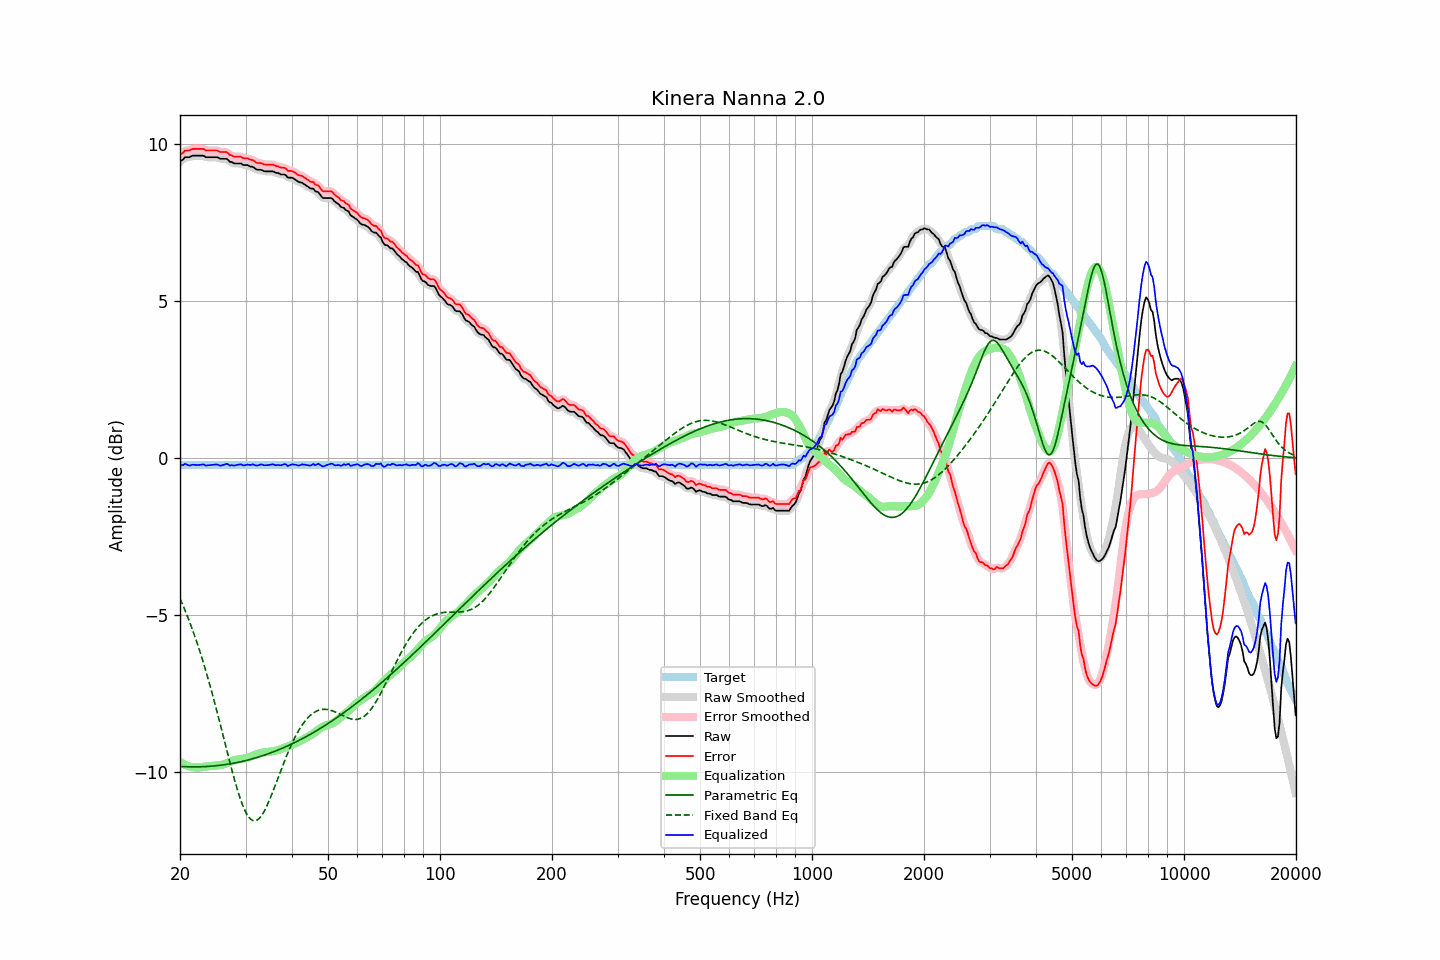 Kinera Nanna 2.0
10
5
0
−5
−10
Amplitude (dBr)
20
50
100
200
500
1000
2000
5000
10000
20000
Frequency (Hz)
Target
Raw Smoothed
Error Smoothed
Raw
Error
Equalization
Parametric Eq
Fixed Band Eq
Equalized